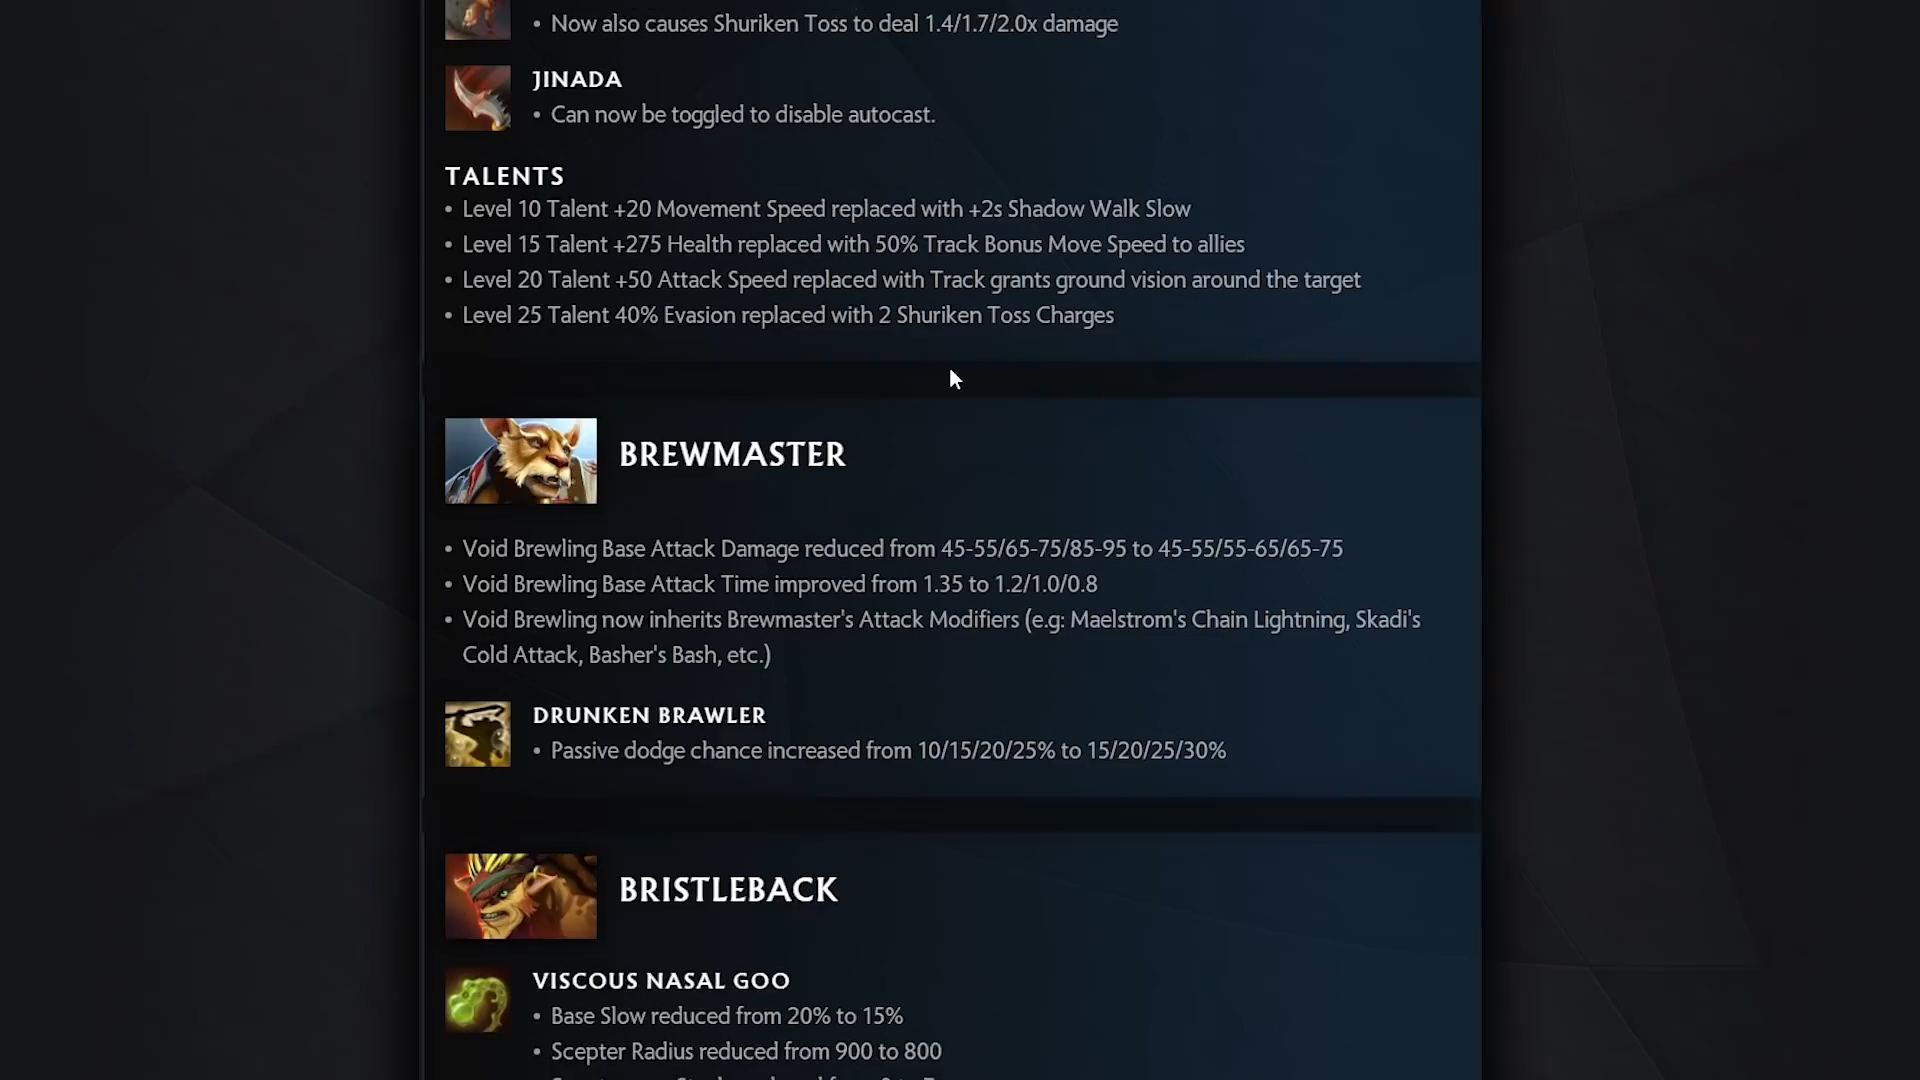 • Now also causes Shuriken Toss to deal 1.4/1.7/2.0x damage
JINADA
• Can now be toggled to disable autocast.
TALENTS
• Level 10 Talent +20 Movement Speed replaced with +2s Shadow Walk Slow
• Level 15 Talent +275 Health replaced with 50% Track Bonus Move Speed to allies
• Level 20 Talent +50 Attack Speed replaced with Track grants ground vision around the target
• Level 25 Talent 40% Evasion replaced with 2 Shuriken Toss Charges
BREWMASTER
• Void Brewling Base Attack Damage reduced from 45-55/65-75/85-95 to 45-55/55-65/65-75
• Void Brewling Base Attack Time improved from 1.35 to 1.2/1.0/0.8
• Void Brewling now inherits Brewmaster's Attack Modifiers (e.g: Maelstrom's Chain Lightning, Skadi's
Cold Attack, Basher's Bash, etc.)
DRUNKEN BRAWLER
• Passive dodge chance increased from 10/15/20/25% to 15/20/25/30%
BRISTLEBACK
VISCOUS NASAL GOO
• Base Slow reduced from 20% to 15%
• Scepter Radius reduced from 900 to 800